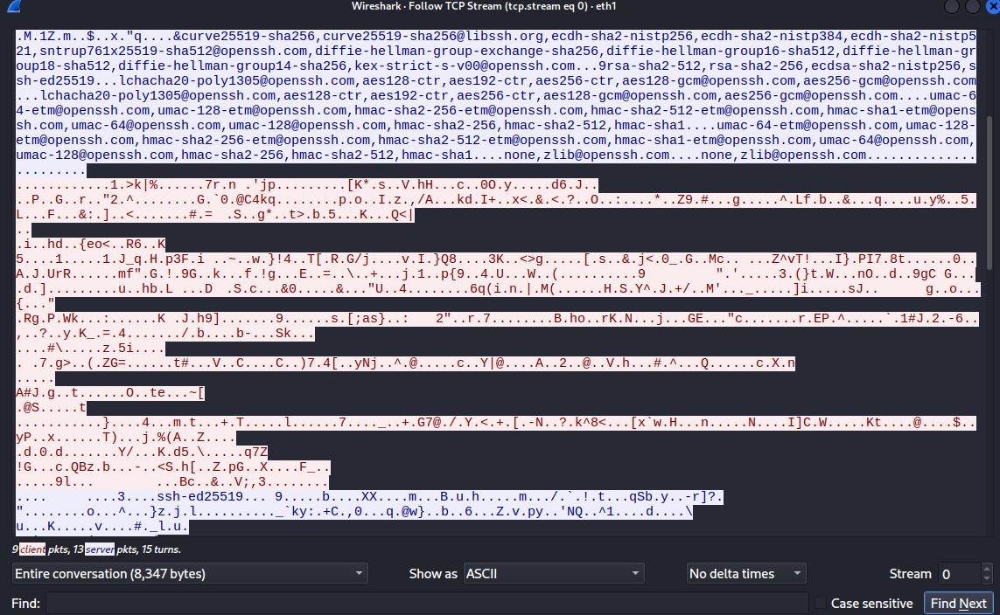 Wireshark · Follow TCP Stream (tcp.stream eq 0) · eth1
.M.1Z.m..$..x."q....&curve25519-sha256,curve25519-sha256@libssh.org,ecdh-sha2-nistp256,ecdh-sha2-nistp384,ecdh-sha2-nistp5
21,sntrup761x25519-sha512@openssh.com,diffie-hellman-group-exchange-sha256,diffie-hellman-group16-sha512,diffie-hellman-gr
oup18-sha512,diffie-hellman-group14-sha256,kex-strict-s-v00@openssh.com...9rsa-sha2-512,rsa-sha2-256,ecdsa-sha2-nistp256,s
sh-ed25519...lchacha20-poly1305@openssh.com,aes128-ctr,aes192-ctr,aes256-ctr,aes128-gcm@openssh.com,aes256-gcm@openssh.com
...lchacha20-poly1305@openssh.com,aes128-ctr,aes192-ctr,aes256-ctr,aes128-gcm@openssh.com,aes256-gcm@openssh.com....umac-6
4-etm@openssh.com,umac-128-etm@openssh.com,hmac-sha2-256-etm@openssh.com,hmac-sha2-512-etm@openssh.com,hmac-sha1-etm@opens
sh.com,umac-64@openssh.com,umac-128@openssh.com,hmac-sha2-256,hmac-sha2-512,hmac-sha1....umac-64-etm@openssh.com,umac-128-
etm@openssh.com,hmac-sha2-256-etm@openssh.com,hmac-sha2-512-etm@openssh.com,hmac-sha1-etm@openssh.com,umac-64@openssh.com,
umac-128@openssh.com,hmac-sha2-256,hmac-sha2-512,hmac-sha1....none,zlib@openssh.com....none,zlib@openssh.com..............
.........
............1.>k|%......7r.n .'jp.........[K*.s..V.hH...c..0O.y.....d6.J..
..P..G..r.."2.^........G.`0.@C4kq........p.o..I.z.,/A...kd.I+..x<.&.<.?..O..:....*..Z9.#...g.....^.Lf.b..&...q....u.y%..5.
L...F...&:.]..<.......#.= .S..g*..t>.b.5...K...Q<|
..
.i..hd..{eo<..R6..K
5....1.....1.J_q.H.p3F.i ..~..w.}!4..T[.R.G/j....v.I.}Q8....3K..<>g.....[.s..&.j<.0_.G..Mc.. ...Z^vT!...I}.PI7.8t......0..
A.J.UrR......mf".G.!.9G..k...f.!g...E..=..\..+...j.1..p{9..4.U...W..(..........9 ".'.....3.(}t.W...nO..d..9gC G...
.d.].........u..hb.L ...D .S.c...&0.....&..."U..4.......6q(i.n.|.M(......H.S.Y^.J.+/..M'..._.....]i.....sJ.. g..o...
{..."
.Rg.P.Wk...:......K .J.h9].......9......s.[;as}..: 2"..r.7........B.ho..rK.N...j...GE..."c.......r.EP.^.....`.1#J.2.-6..
,..?..y.K_.=.4......./.b....b-...Sk...
....#\.....z.5i....
. .7.g>..(.ZG=......t#...V..C....C..)7.4[..yNj..^.@.....c..Y|@....A..2..@..V.h...#.^...Q......c.X.n
.....
A#J.g..t......O..te...~[
.@S.....t
...........}....4...m.t...+.T.....l......7...._..+.G7@./.Y.<.+.[.-N..?.k^8<...[x`w.H...n.....N....I]C.W.....Kt....@....$..
yP..x......T)...j.%(A..Z....
.d.0.d.......Y/...K.d5.\.....q7Z
!G...c.QBz.b...-..<S.h[..Z.pG..X....F_..
.....9l... ...Bc..&..V;,3........
.... ....3....ssh-ed25519... 9.....b....XX....m...B.u.h.....m.../.`.!.t...qSb.y..-r]?.
"........o...^...}z.j.l.........._`ky:.+C.,0...q.@w}..b..6...Z.v.py..'NQ..^1....d....\
u...K.....v....#._l.u.
9 client pkts, 13 server pkts, 15 turns.
Entire conversation (8,347 bytes) Show as ASCII No delta times Stream 0
Find: Case sensitive Find Next